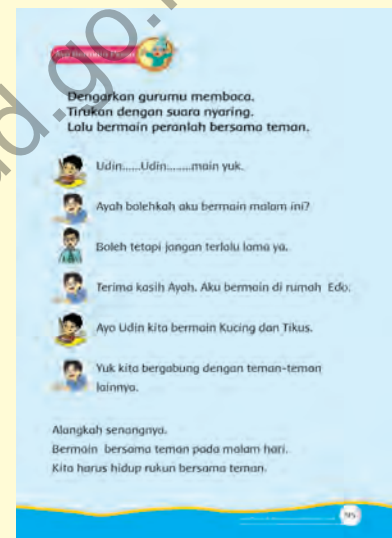 Ayo Bermain Peran
Dengarkan gurumu membaca.
Tirukan dengan suara nyaring.
Lalu bermain peranlah bersama teman.
Udin......Udin........main yuk.
Ayah bolehkah aku bermain malam ini?
Boleh tetapi jangan terlalu lama ya.
Terima kasih Ayah. Aku bermain di rumah Edo.
Ayo Udin kita bermain Kucing dan Tikus.
Yuk kita bergabung dengan teman-teman
lainnya.
Alangkah senangnya.
Bermain bersama teman pada malam hari.
Kita harus hidup rukun bersama teman.